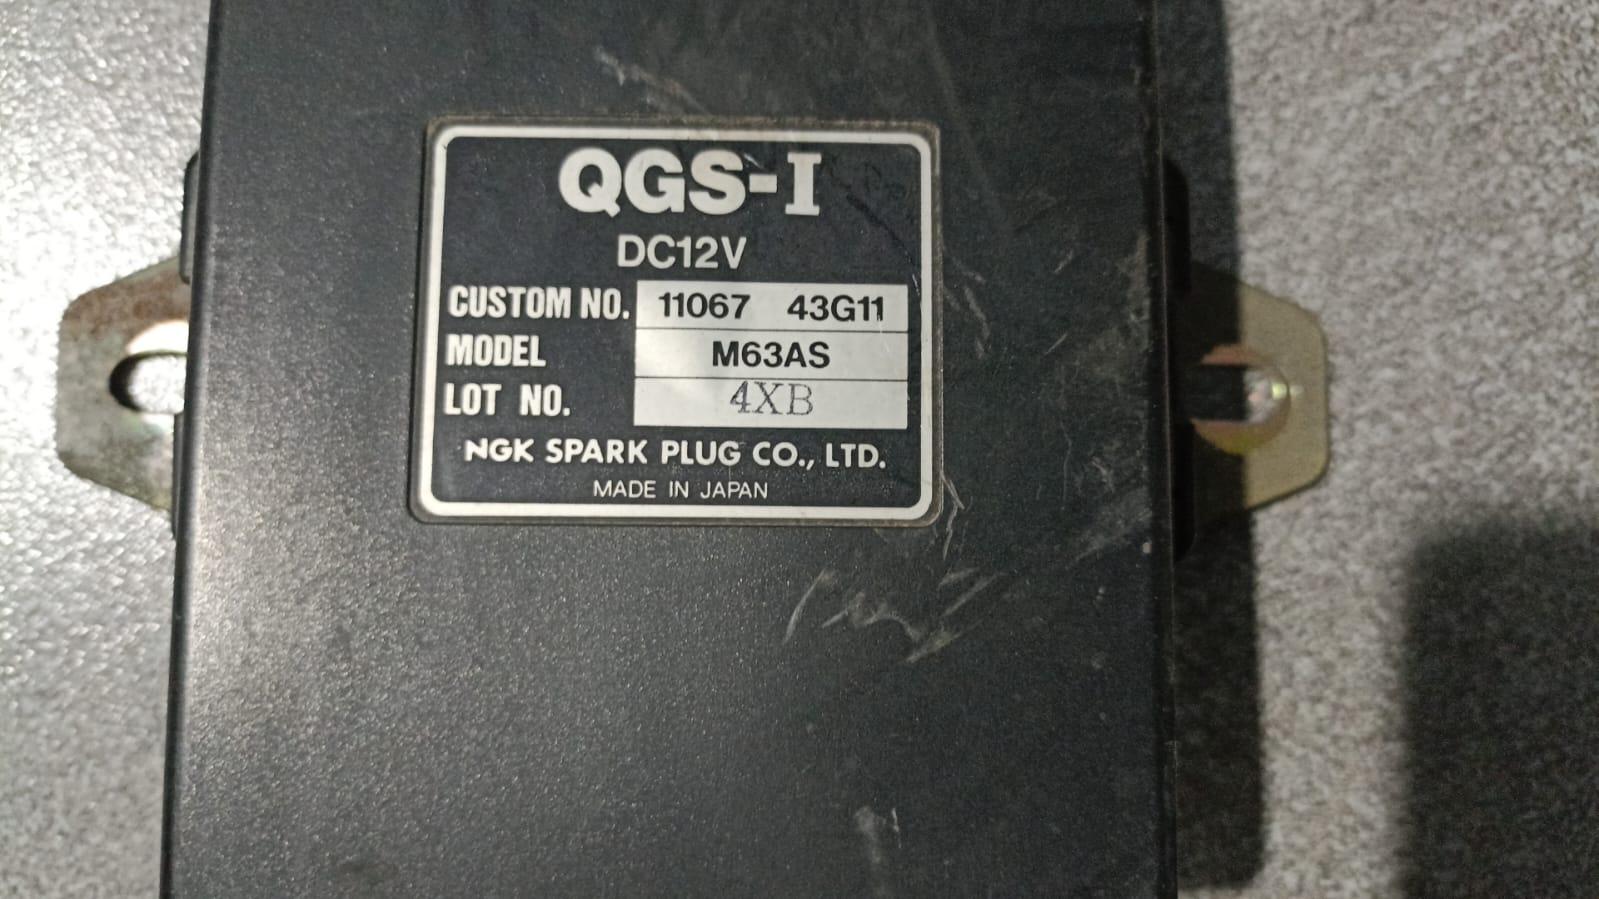 QGS-I
DC12V
CUSTOM NO. 11067 43G11
MODEL M63AS
LOT NO. 4XB
NGK SPARK PLUG CO., LTD.
MADE IN JAPAN